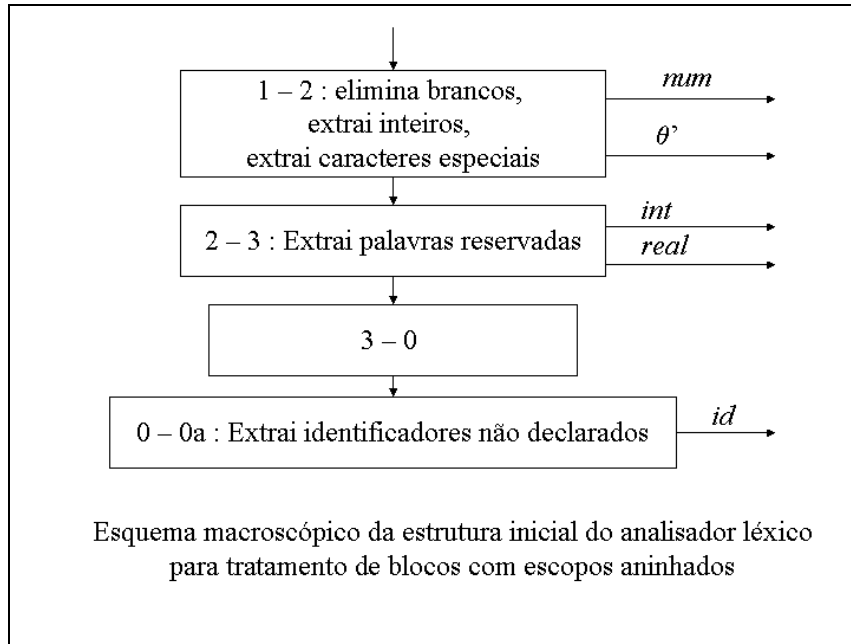 1 – 2 : elimina brancos,
extrai inteiros,
extrai caracteres especiais
num
θ’
2 – 3 : Extrai palavras reservadas
int
real
3 – 0
0 – 0a : Extrai identificadores não declarados
id
Esquema macroscópico da estrutura inicial do analisador léxico
para tratamento de blocos com escopos aninhados